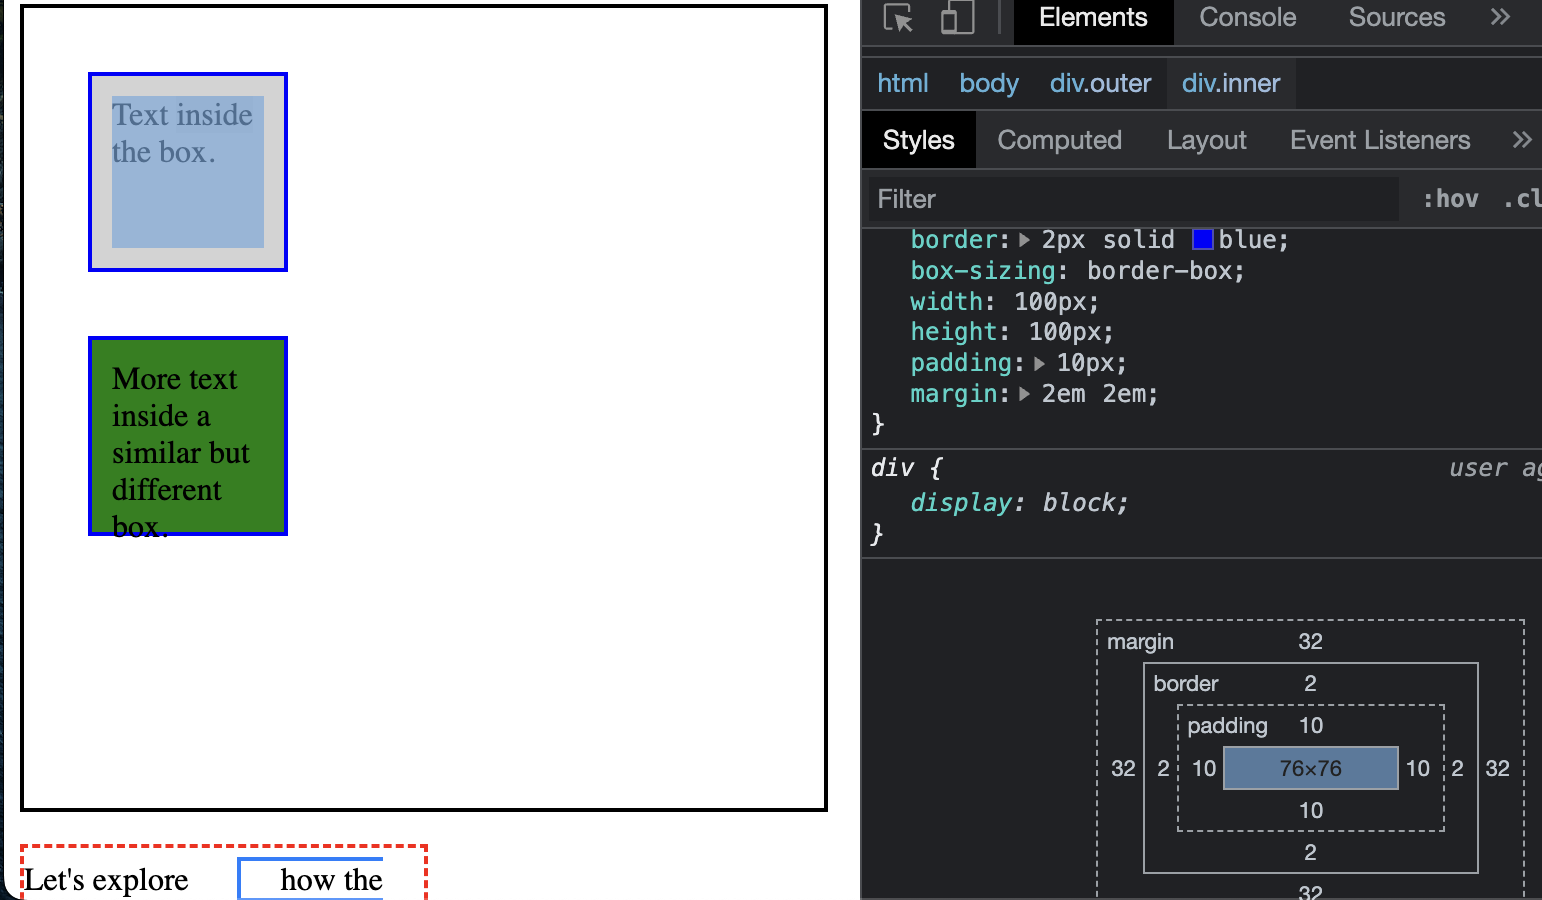 Text inside
the box.
More text
inside a
similar but
different
box.
Let's explore how the
Elements Console Sources »
html body div.outer div.inner
Styles Computed Layout Event Listeners »
Filter :hov .cl
border: 2px solid blue;
box-sizing: border-box;
width: 100px;
height: 100px;
padding: 10px;
margin: 2em 2em;
}
div { user ag
display: block;
}
margin 32
border 2
padding 10
32 2 10 76×76 10 2 32
10
2
32